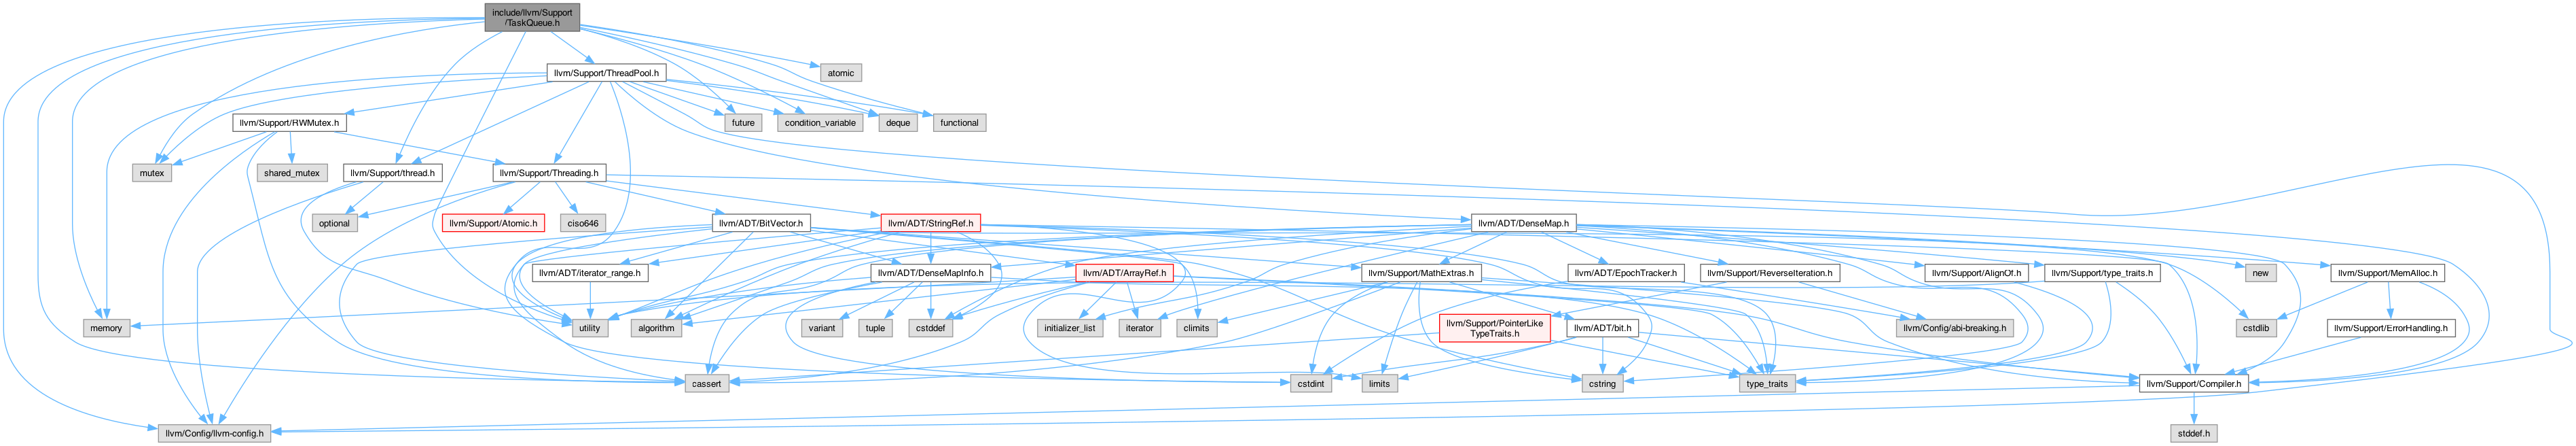 include/llvm/Support
/TaskQueue.h
llvm/Support/ThreadPool.h
atomic
llvm/Support/RWMutex.h
future
condition_variable
deque
functional
mutex
shared_mutex
llvm/Support/thread.h
llvm/Support/Threading.h
optional
llvm/Support/Atomic.h
ciso646
llvm/ADT/BitVector.h
llvm/ADT/StringRef.h
llvm/ADT/DenseMap.h
llvm/ADT/iterator_range.h
llvm/ADT/DenseMapInfo.h
llvm/ADT/ArrayRef.h
llvm/Support/MathExtras.h
llvm/ADT/EpochTracker.h
llvm/Support/ReverseIteration.h
llvm/Support/AlignOf.h
llvm/Support/type_traits.h
new
llvm/Support/MemAlloc.h
memory
utility
algorithm
variant
tuple
cstddef
initializer_list
iterator
climits
llvm/Support/PointerLike
TypeTraits.h
llvm/ADT/bit.h
llvm/Config/abi-breaking.h
cstdlib
llvm/Support/ErrorHandling.h
cassert
cstdint
limits
cstring
type_traits
llvm/Support/Compiler.h
llvm/Config/llvm-config.h
stddef.h